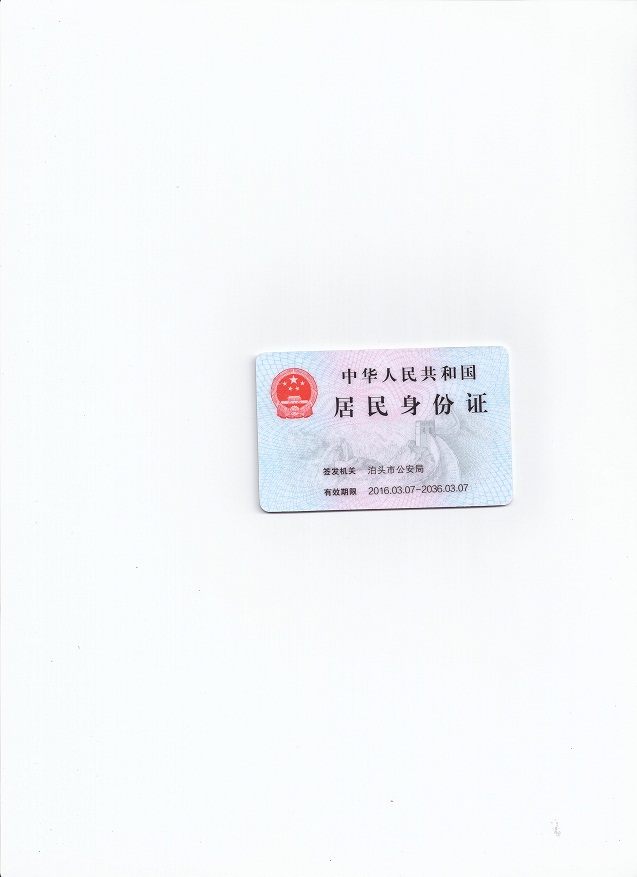 中华人民共和国
居民身份证
签发机关 泊头市公安局
有效期限 2016.03.07-2036.03.07